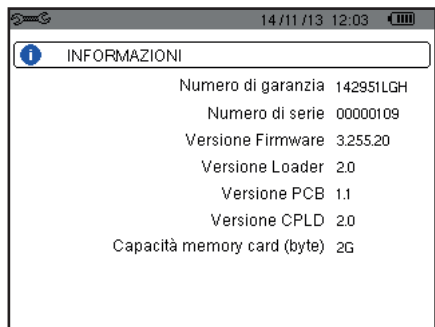 14/11/13 12:03
INFORMAZIONI
Numero di garanzia 142951LGH
Numero di serie 00000109
Versione Firmware 3.255.20
Versione Loader 2.0
Versione PCB 1.1
Versione CPLD 2.0
Capacità memory card (byte) 2G